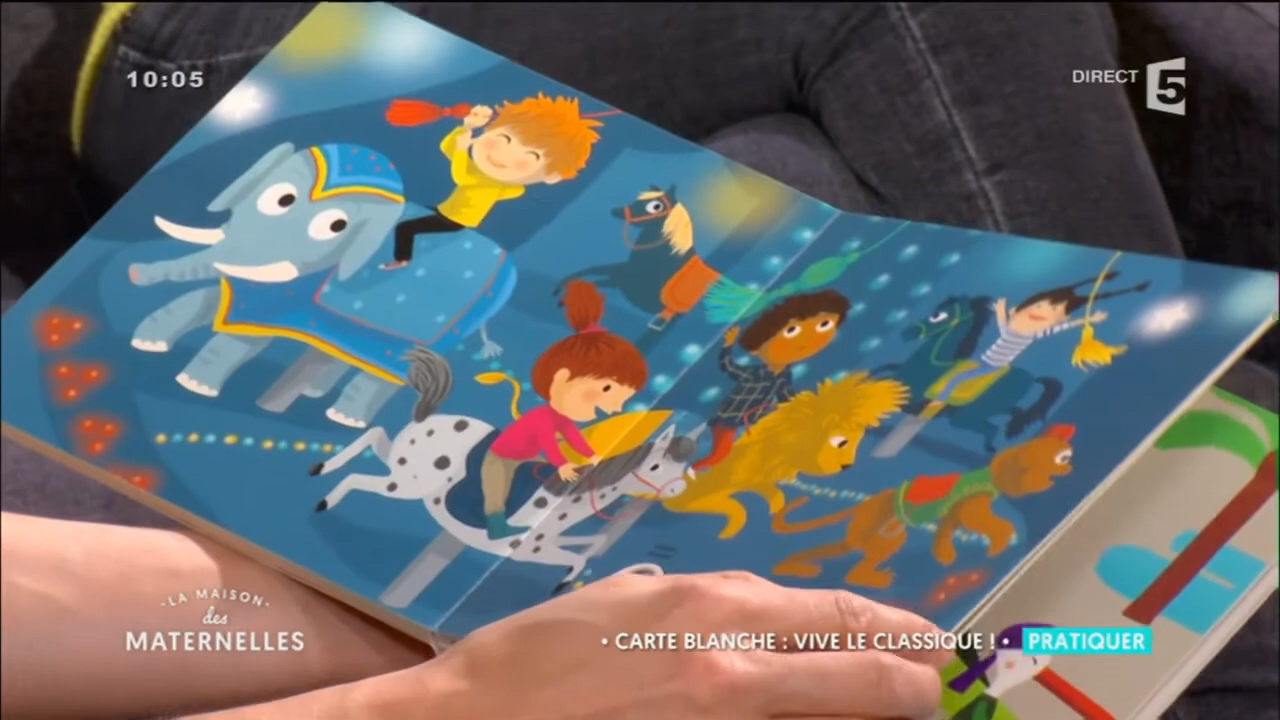 10:05
DIRECT 5
• LA MAISON •
des
MATERNELLES
• CARTE BLANCHE : VIVE LE CLASSIQUE ! • PRATIQUER